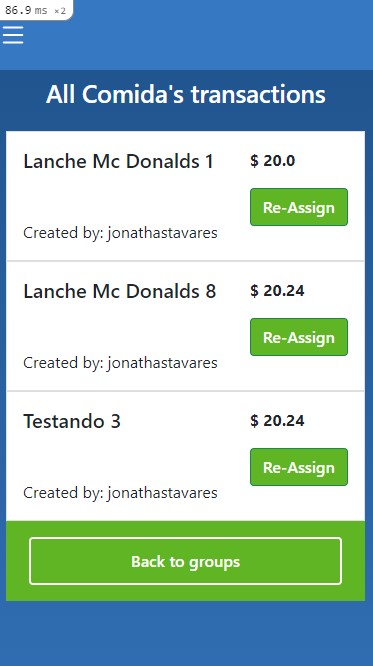 86.9 ms ×2
All Comida's transactions
Lanche Mc Donalds 1
$ 20.0
Re-Assign
Created by: jonathastavares
Lanche Mc Donalds 8
$ 20.24
Re-Assign
Created by: jonathastavares
Testando 3
$ 20.24
Re-Assign
Created by: jonathastavares
Back to groups